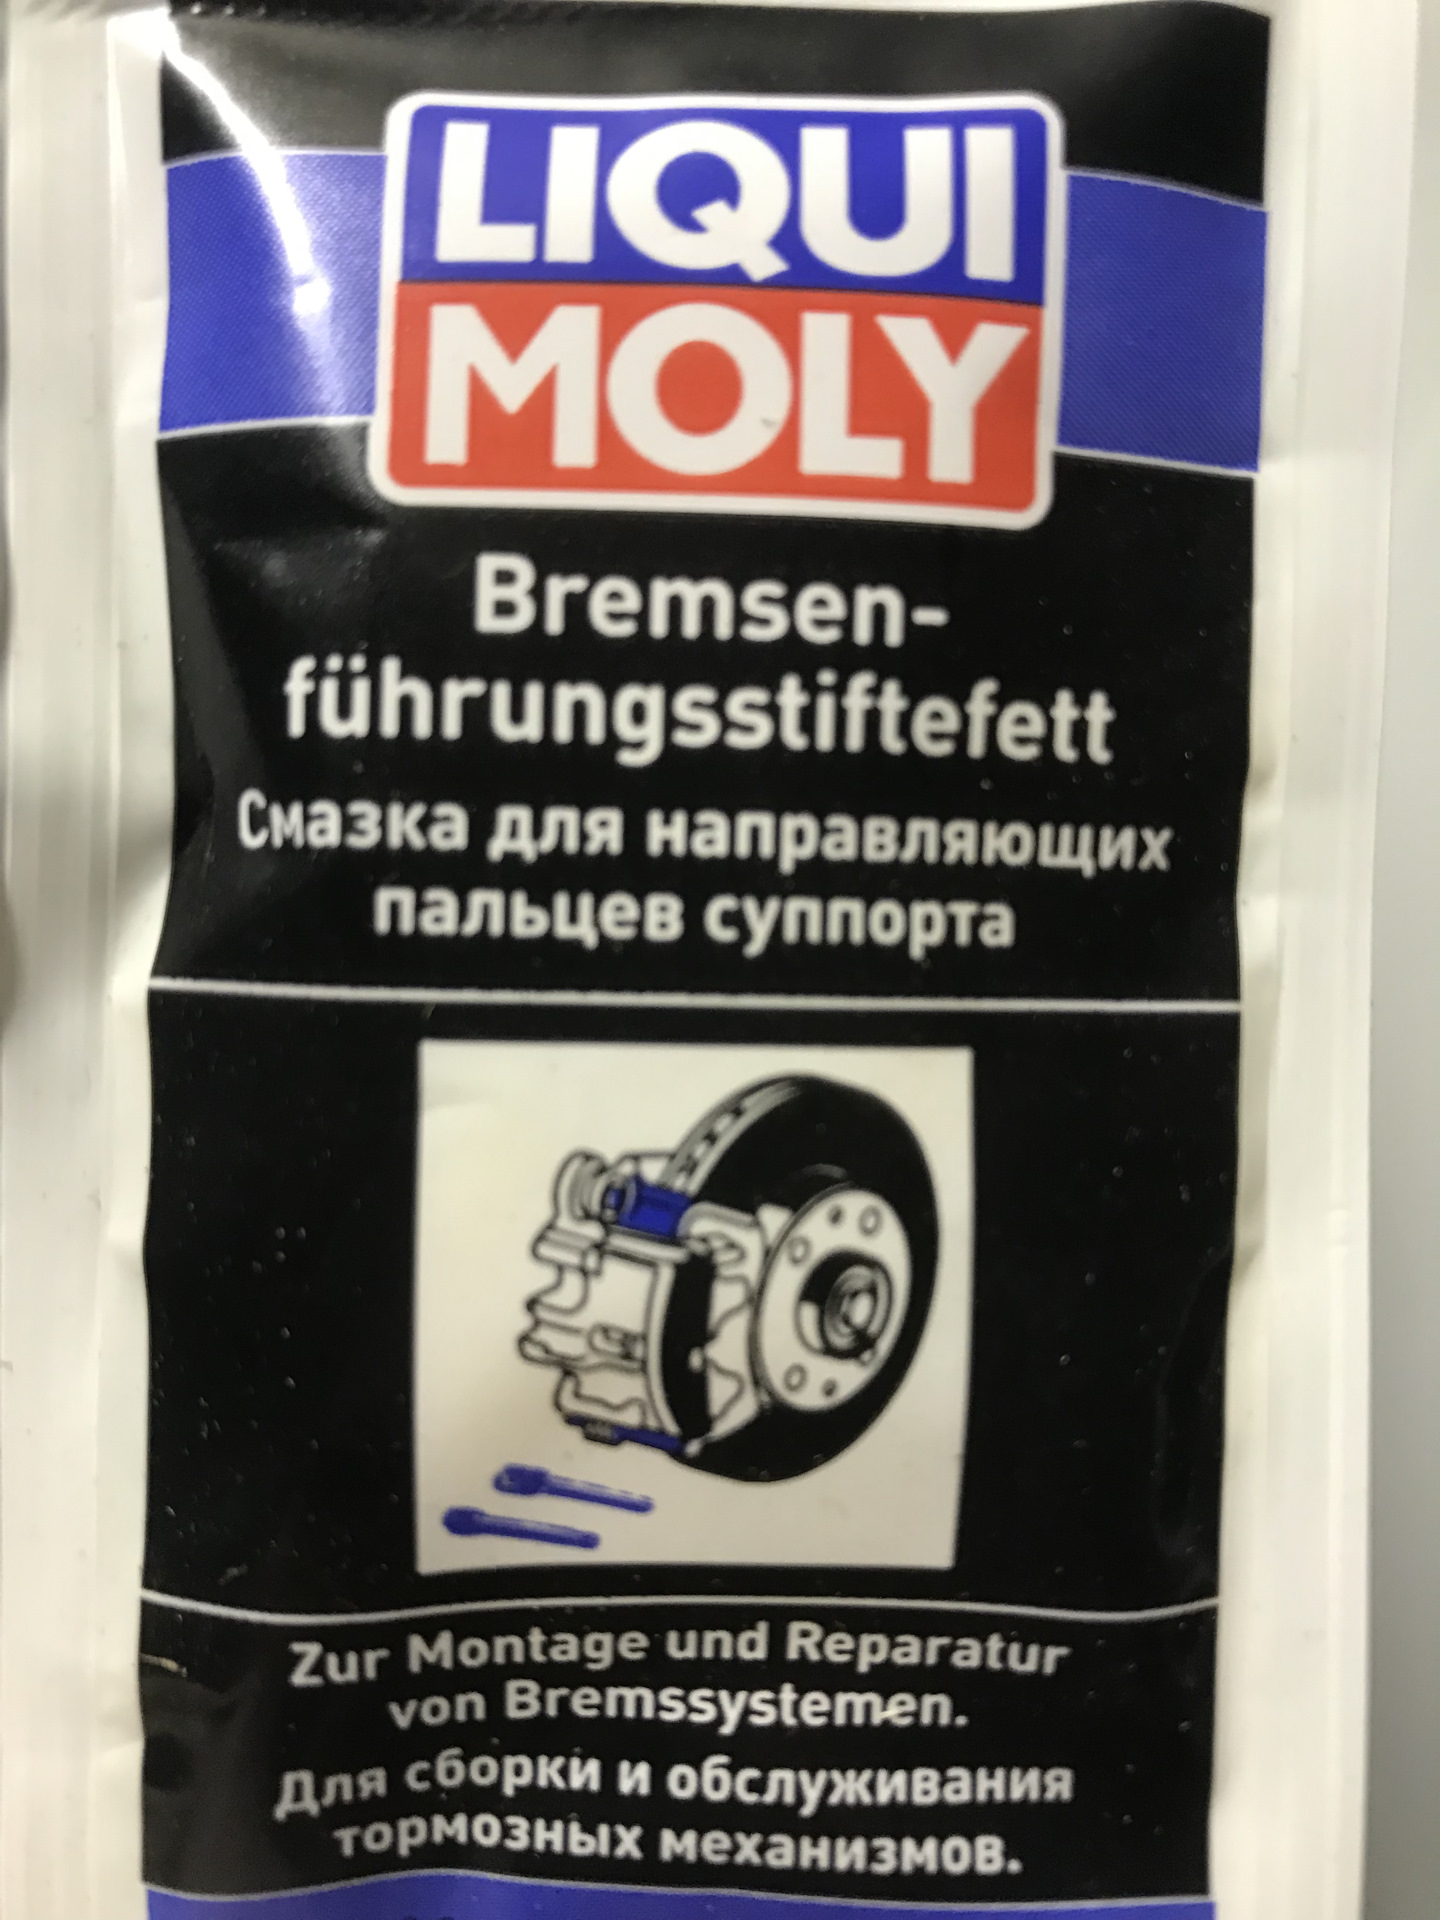 LIQUI
MOLY
Bremsen-
führungsstiftefett
Смазка для направляющих
пальцев суппорта
Zur Montage und Reparatur
von Bremssystemen.
Для сборки и обслуживания
тормозных механизмов.